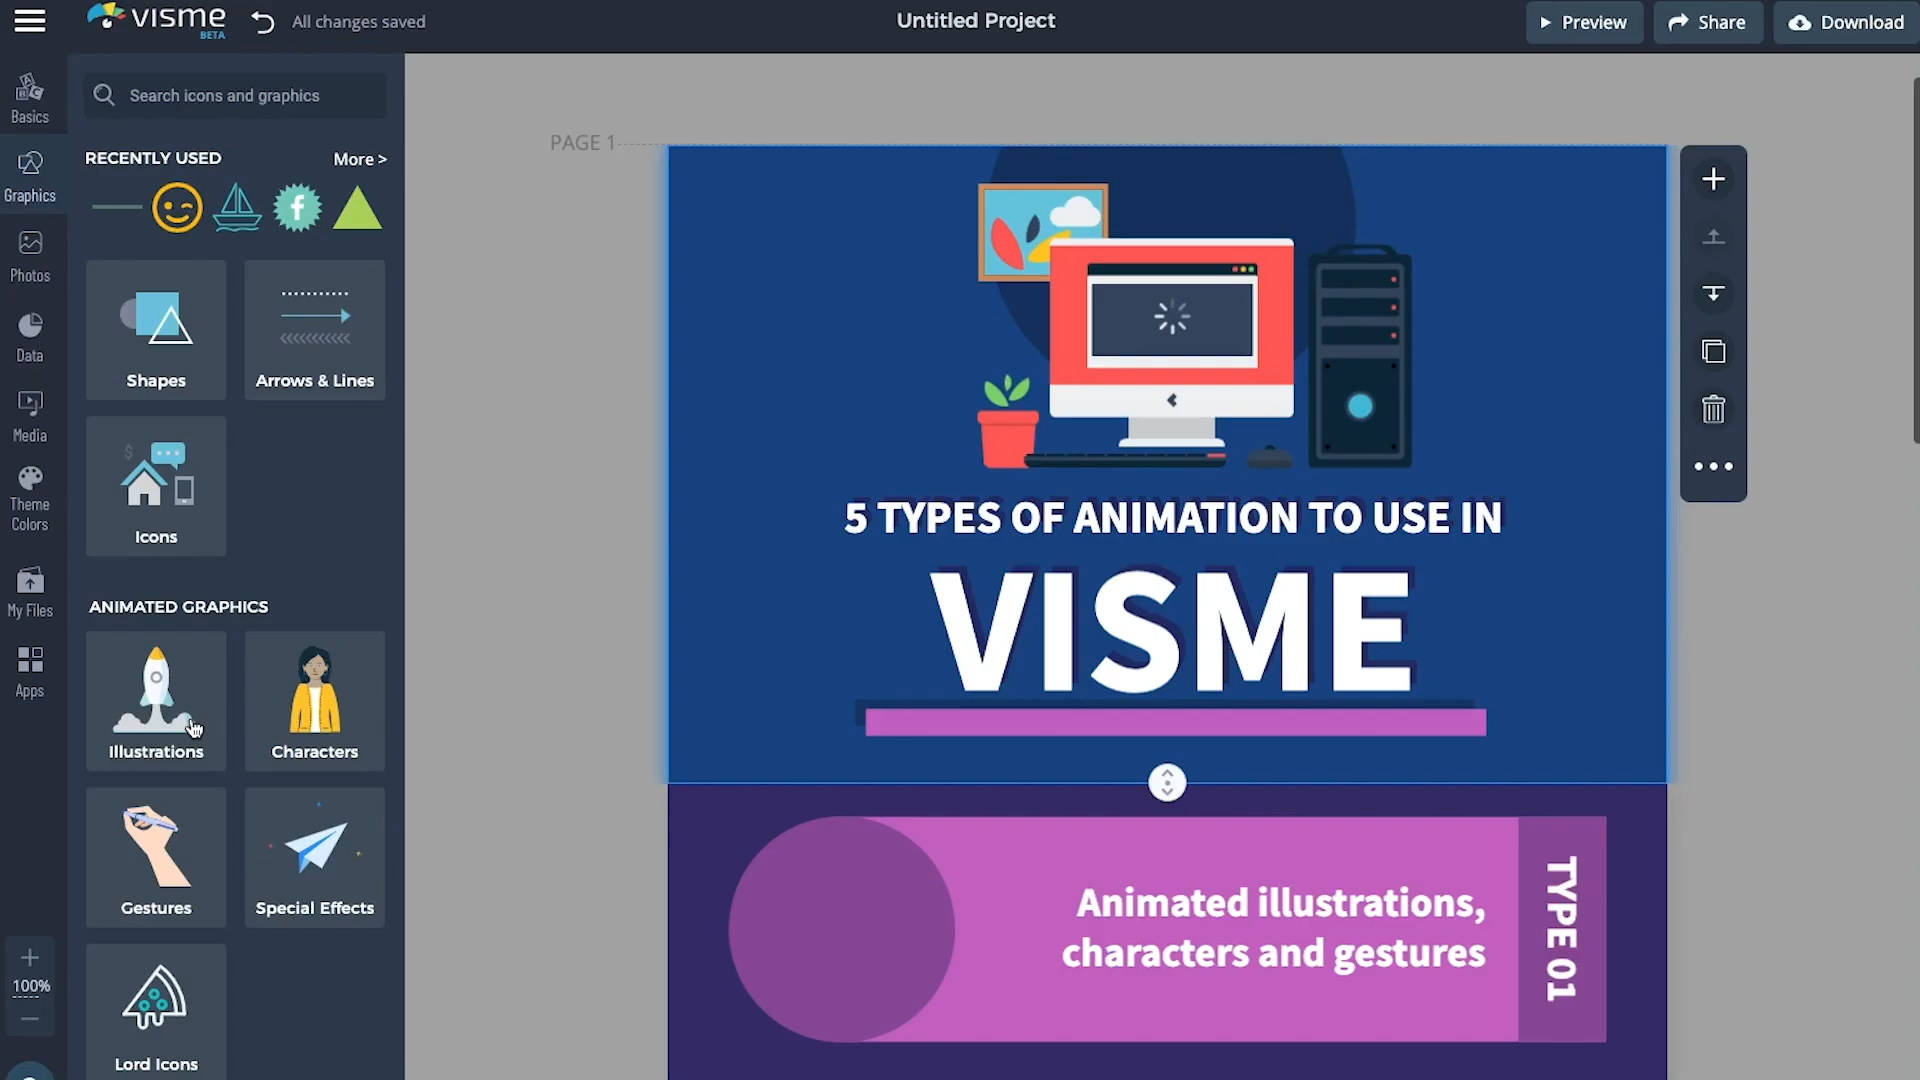 visme
BETA
All changes saved
Untitled Project
Preview
Share
Download
Basics
Graphics
Photos
Data
Media
Theme
Colors
My Files
Apps
100%
Search icons and graphics
RECENTLY USED
More >
f
Shapes
Arrows & Lines
$
Icons
ANIMATED GRAPHICS
Illustrations
Characters
Gestures
Special Effects
Lord Icons
PAGE 1
5 TYPES OF ANIMATION TO USE IN
VISME
Animated illustrations,
characters and gestures
TYPE 01